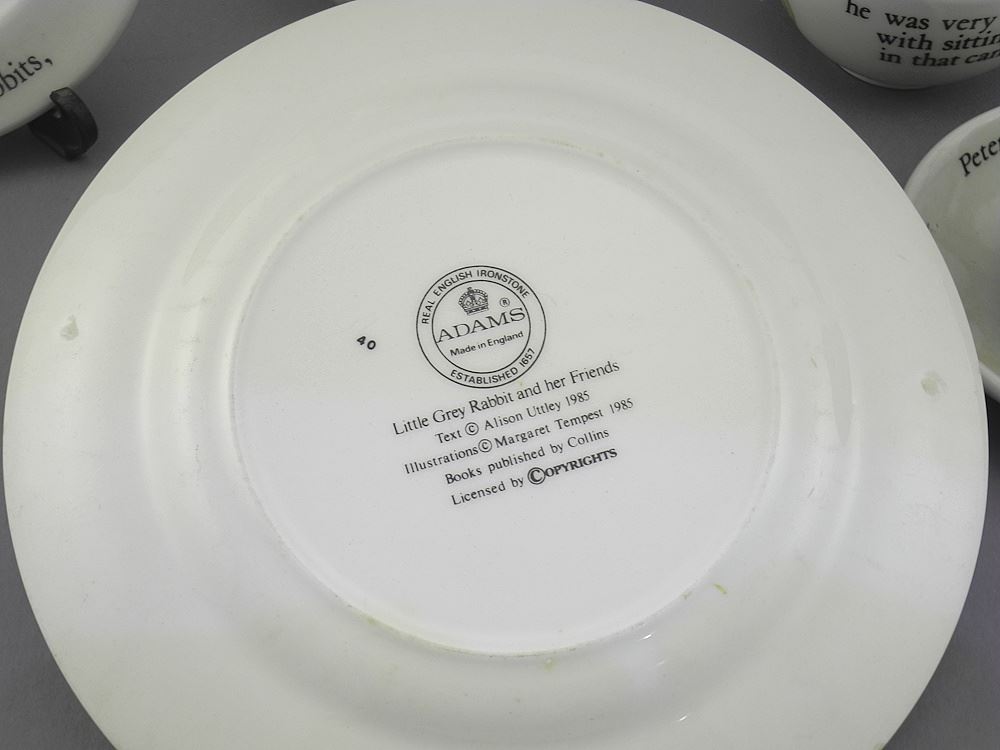 bbits,
he was very
with sittin
in that can
Peter
40
REAL ENGLISH IRONSTONE
®
ADAMS
Made in England
ESTABLISHED 1657
Little Grey Rabbit and her Friends
Text © Alison Uttley 1985
Illustrations © Margaret Tempest 1985
Books published by Collins
Licensed by ©OPYRIGHTS